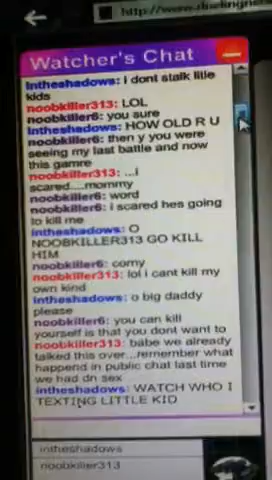 http://www.duelingn
Watcher's Chat
Intheshadows: i dont stalk litle
kids
noobkiller313: LOL
noobkiller6: you sure
Intheshadows: HOW OLD R U
noobkiller6: then y you were
seeing my last battle and now
this gamre
noobkiller313: ...i
scared....mommy
noobkiller6: word
noobkiller6: i scared hes going
to kill me
intheshadows: O
NOOBKILLER313 GO KILL
HIM
noobkiller6: corny
noobkiller313: lol i cant kill my
own kind
intheshadows: o big daddy
please
noobkiller6: you can kill
yourself is that you dont want to
noobkiller313: babe we already
talked this over...remember what
happend in public chat last time
we had dn sex
intheshadows: WATCH WHO I
TEXTING LITTLE KID
intheshadows
noobkiller313